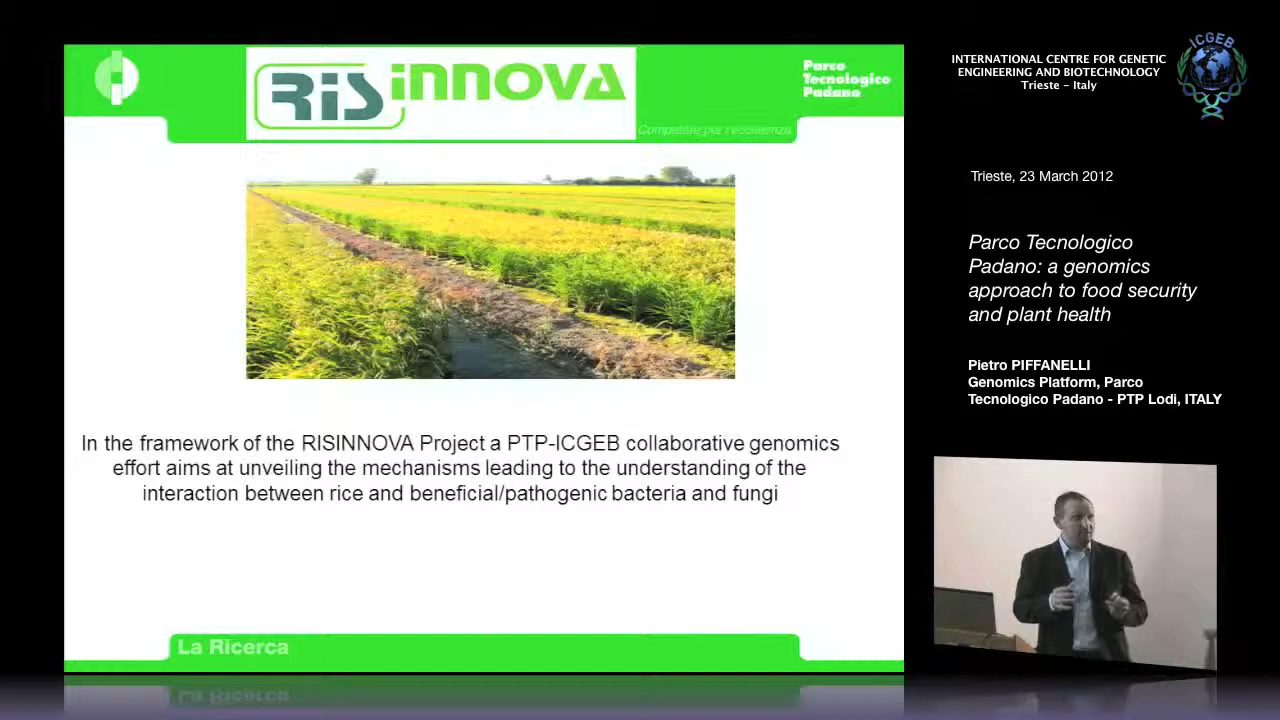 RiSinnOVA
Parco
Tecnologico
Padano
Competere per l'eccellenza
In the framework of the RISINNOVA Project a PTP-ICGEB collaborative genomics
effort aims at unveiling the mechanisms leading to the understanding of the
interaction between rice and beneficial/pathogenic bacteria and fungi
La Ricerca
INTERNATIONAL CENTRE FOR GENETIC
ENGINEERING AND BIOTECHNOLOGY
Trieste - Italy
ICGEB
Trieste, 23 March 2012
Parco Tecnologico
Padano: a genomics
approach to food security
and plant health
Pietro PIFFANELLI
Genomics Platform, Parco
Tecnologico Padano - PTP Lodi, ITALY